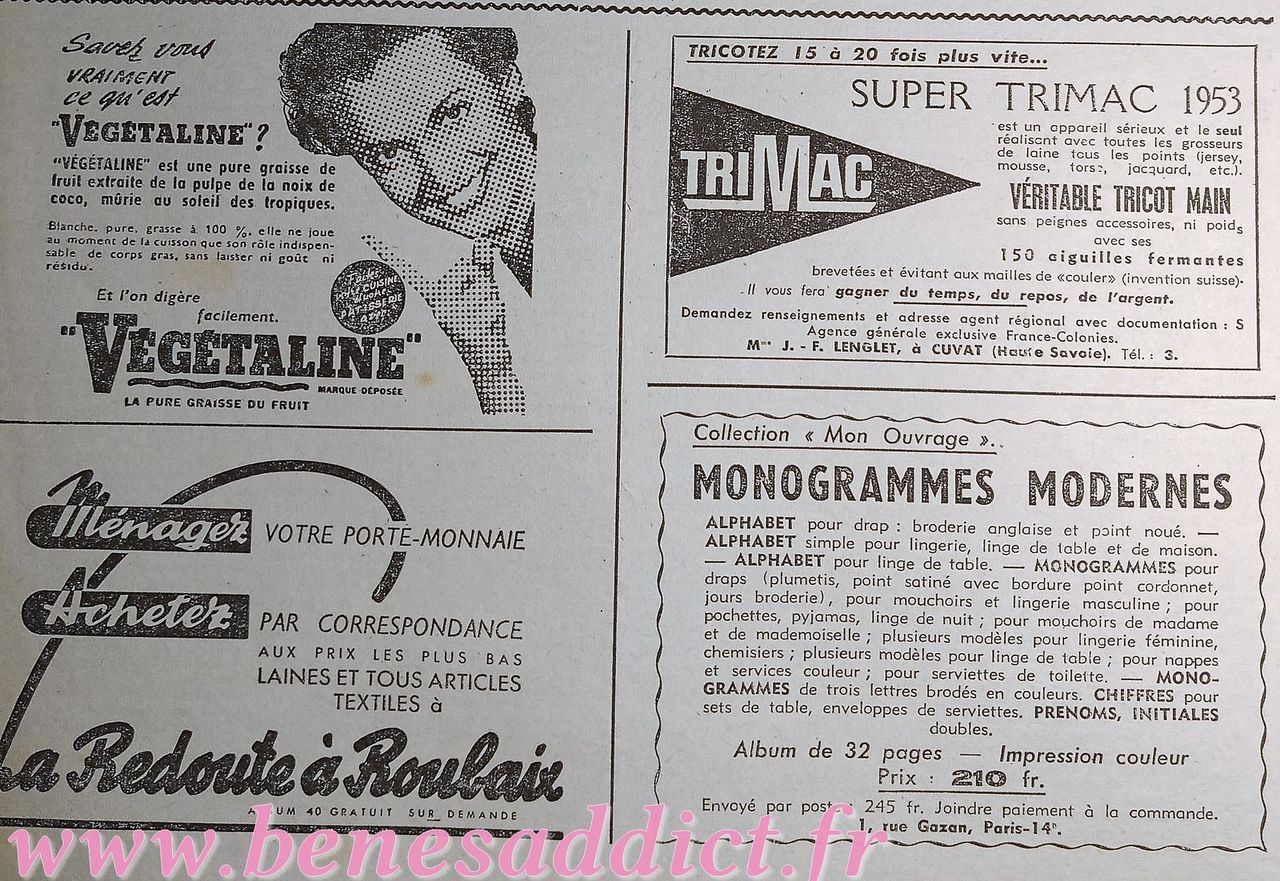 Savez vous
VRAIMENT
ce qu'est
"VÉGÉTALINE"?
"VÉGÉTALINE" est une pure graisse de
fruit extraite de la pulpe de la noix de
coco, mûrie au soleil des tropiques.
Blanche, pure, grasse à 100 %, elle ne joue
au moment de la cuisson que son rôle indispen-
sable de corps gras, sans laisser ni goût ni
résidu.
Et l'on digère
facilement.
"VÉGÉTALINE"
MARQUE DÉPOSÉE
LA PURE GRAISSE DU FRUIT
Ménagez VOTRE PORTE-MONNAIE
Achetez PAR CORRESPONDANCE
AUX PRIX LES PLUS BAS
LAINES ET TOUS ARTICLES
TEXTILES à
La Redoute à Roubaix
ALBUM 40 GRATUIT SUR DEMANDE
TRICOTEZ 15 à 20 fois plus vite...
SUPER TRIMAC 1953
TRIMAC
est un appareil sérieux et le seul
réalisant avec toutes les grosseurs
de laine tous les points (jersey,
mousse, torse, jacquard, etc.).
VÉRITABLE TRICOT MAIN
sans peignes accessoires, ni poids
avec ses
150 aiguilles fermantes
brevetées et évitant aux mailles de «couler» (invention suisse).
Il vous fera gagner du temps, du repos, de l'argent.
Demandez renseignements et adresse agent régional avec documentation : S
Agence générale exclusive France-Colonies.
Mme J. - F. LENGLET, à CUVAT (Haute Savoie). Tél. : 3.
Collection « Mon Ouvrage ».
MONOGRAMMES MODERNES
ALPHABET pour drap : broderie anglaise et point noué. —
ALPHABET simple pour lingerie, linge de table et de maison.
— ALPHABET pour linge de table. — MONOGRAMMES pour
draps (plumetis, point satiné avec bordure point cordonnet,
jours broderie), pour mouchoirs et lingerie masculine ; pour
pochettes, pyjamas, linge de nuit ; pour mouchoirs de madame
et de mademoiselle ; plusieurs modèles pour lingerie féminine,
chemisiers ; plusieurs modèles pour linge de table ; pour nappes
et services couleur ; pour serviettes de toilette. — MONO-
GRAMMES de trois lettres brodés en couleurs. CHIFFRES pour
sets de table, enveloppes de serviettes. PRENOMS, INITIALES
doubles.
Album de 32 pages — Impression couleur
Prix : 210 fr.
Envoyé par poste : 245 fr. Joindre paiement à la commande.
1, rue Gazan, Paris-14e.
www.benesaddict.fr